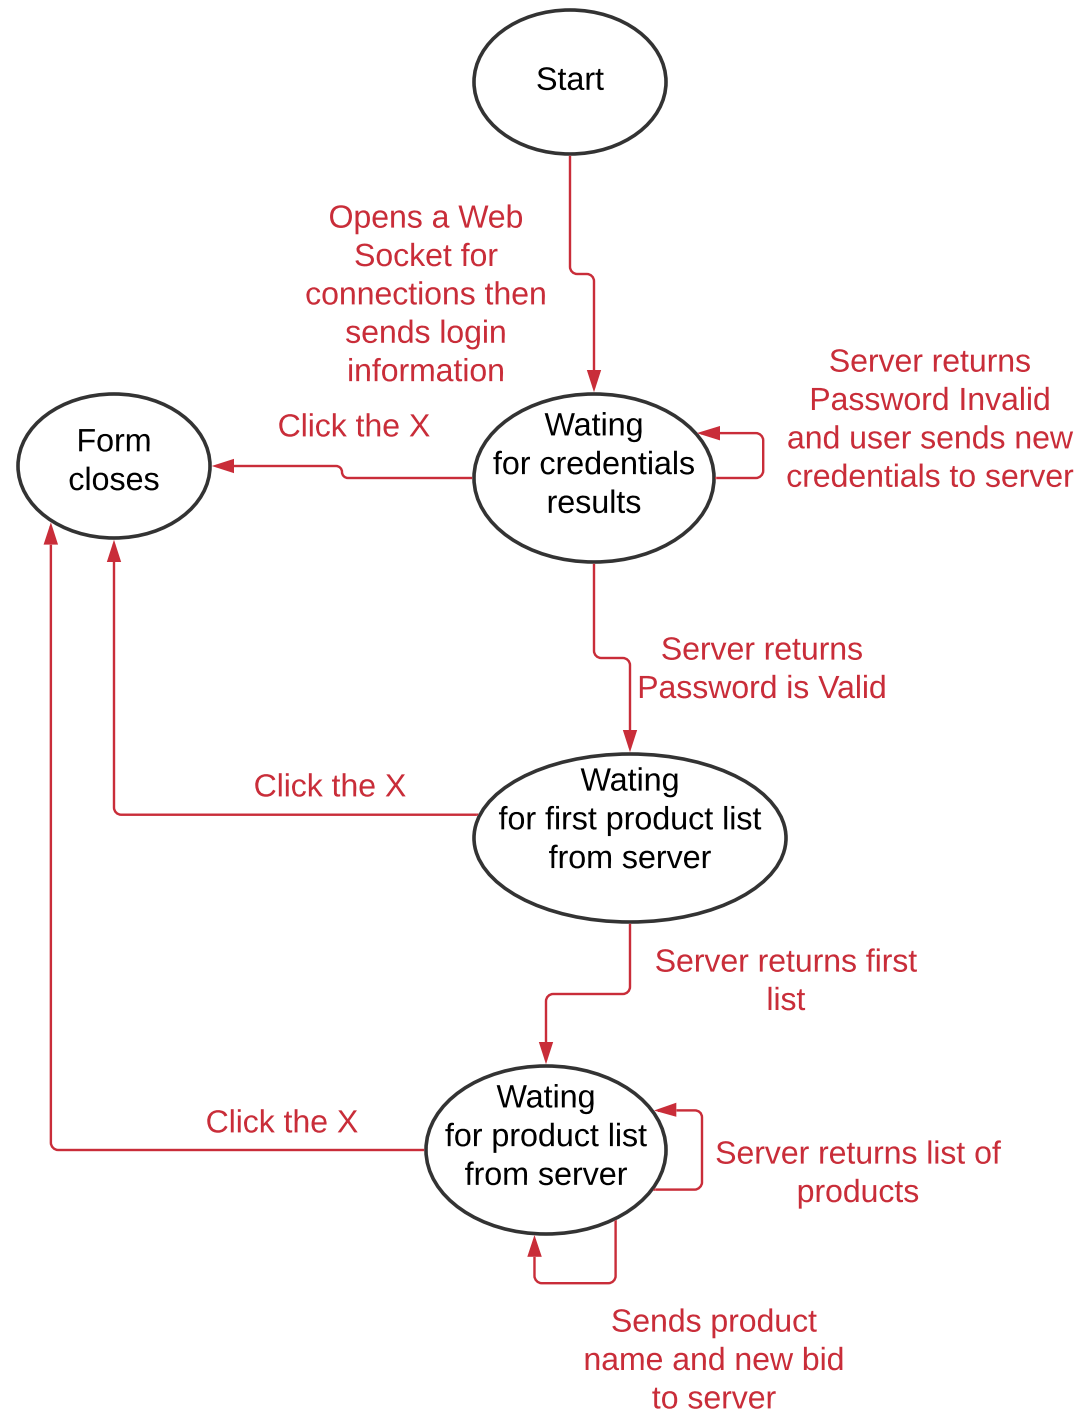 Start
Opens a Web
Socket for
connections then
sends login
information
Server returns
Password Invalid
and user sends new
credentials to server
Click the X
Form
closes
Wating
for credentials
results
Server returns
Password is Valid
Click the X
Wating
for first product list
from server
Server returns first
list
Click the X
Wating
for product list
from server
Server returns list of
products
Sends product
name and new bid
to server